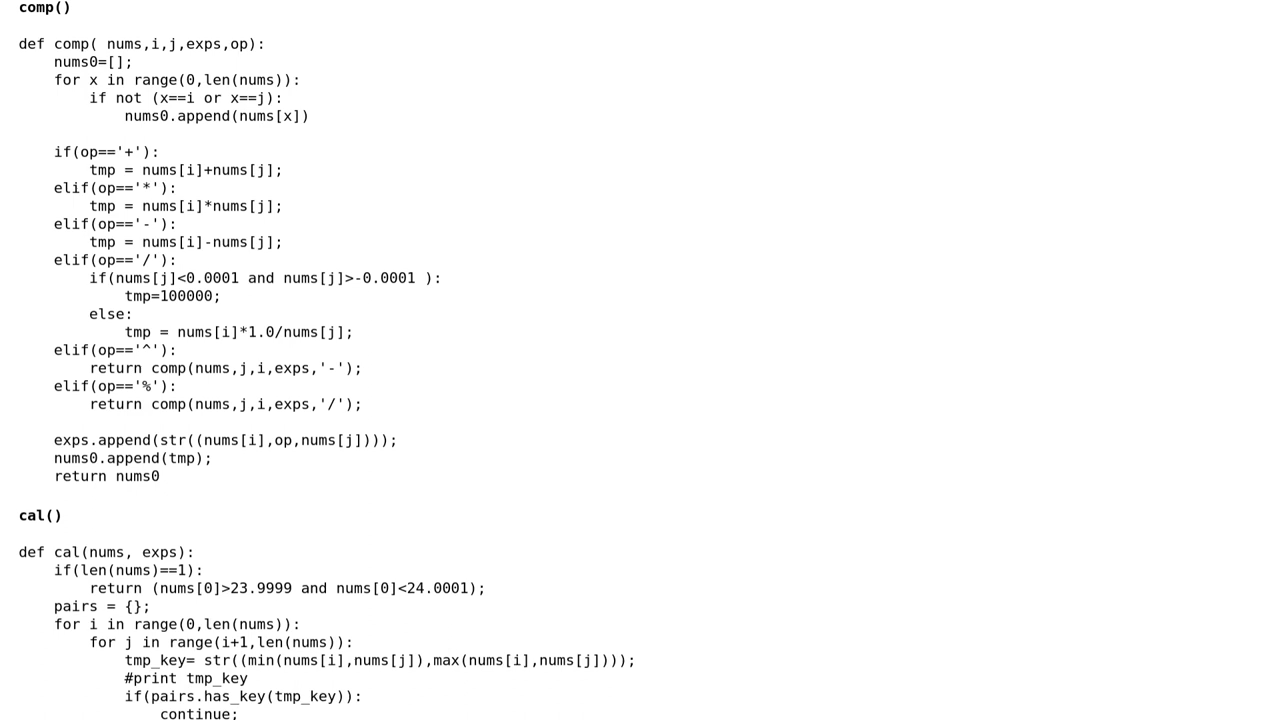 comp()
def comp( nums,i,j,exps,op):
    nums0=[];
    for x in range(0,len(nums)):
        if not (x==i or x==j):
            nums0.append(nums[x])
    if(op=='+'):
        tmp = nums[i]+nums[j];
    elif(op=='*'):
        tmp = nums[i]*nums[j];
    elif(op=='-'):
        tmp = nums[i]-nums[j];
    elif(op=='/'):
        if(nums[j]<0.0001 and nums[j]>-0.0001 ):
            tmp=100000;
        else:
            tmp = nums[i]*1.0/nums[j];
    elif(op=='^'):
        return comp(nums,j,i,exps,'-');
    elif(op=='%'):
        return comp(nums,j,i,exps,'/');
    exps.append(str((nums[i],op,nums[j])));
    nums0.append(tmp);
    return nums0
cal()
def cal(nums, exps):
    if(len(nums)==1):
        return (nums[0]>23.9999 and nums[0]<24.0001);
    pairs = {};
    for i in range(0,len(nums)):
        for j in range(i+1,len(nums)):
            tmp_key= str((min(nums[i],nums[j]),max(nums[i],nums[j])));
            #print tmp_key
            if(pairs.has_key(tmp_key)):
                continue;